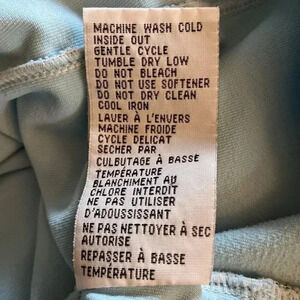 MACHINE WASH COLD
INSIDE OUT
GENTLE CYCLE
TUMBLE DRY LOW
DO NOT BLEACH
DO NOT USE SOFTENER
DO NOT DRY CLEAN
COOL IRON
LAVER À L'ENVERS
MACHINE FROIDE
CYCLE DELICAT
SECHER PAR
CULBUTAGE À BASSE
TEMPÉRATURE
BLANCHIMENT AU
CHLORE INTERDIT
NE PAS UTILISER
D'ADOUSSISSANT
NE PAS NETTOYER À SEC
AUTORISE
REPASSER À BASSE
TEMPÉRATURE